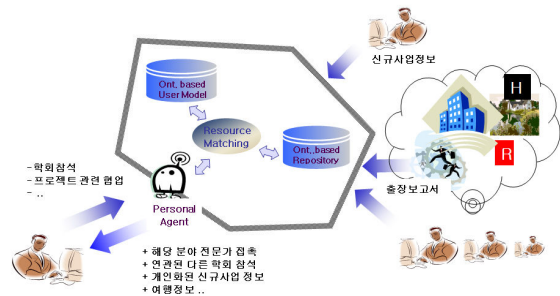 신규사업정보
H
R
출장보고서
Ont. based
User Model
Resource
Matching
Ont,.based
Repository
Personal
Agent
-학회참석
-프로젝트 관련 협업
- ..
+ 해당 분야 전문가 접촉
+ 연관된 다른 학회 참석
+ 개인화된 신규사업 정보
+ 여행정보 ..